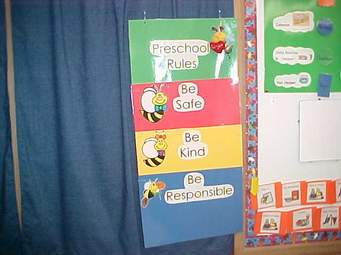 Preschool
Rules
Be
Safe
Be
Kind
Be
Responsible